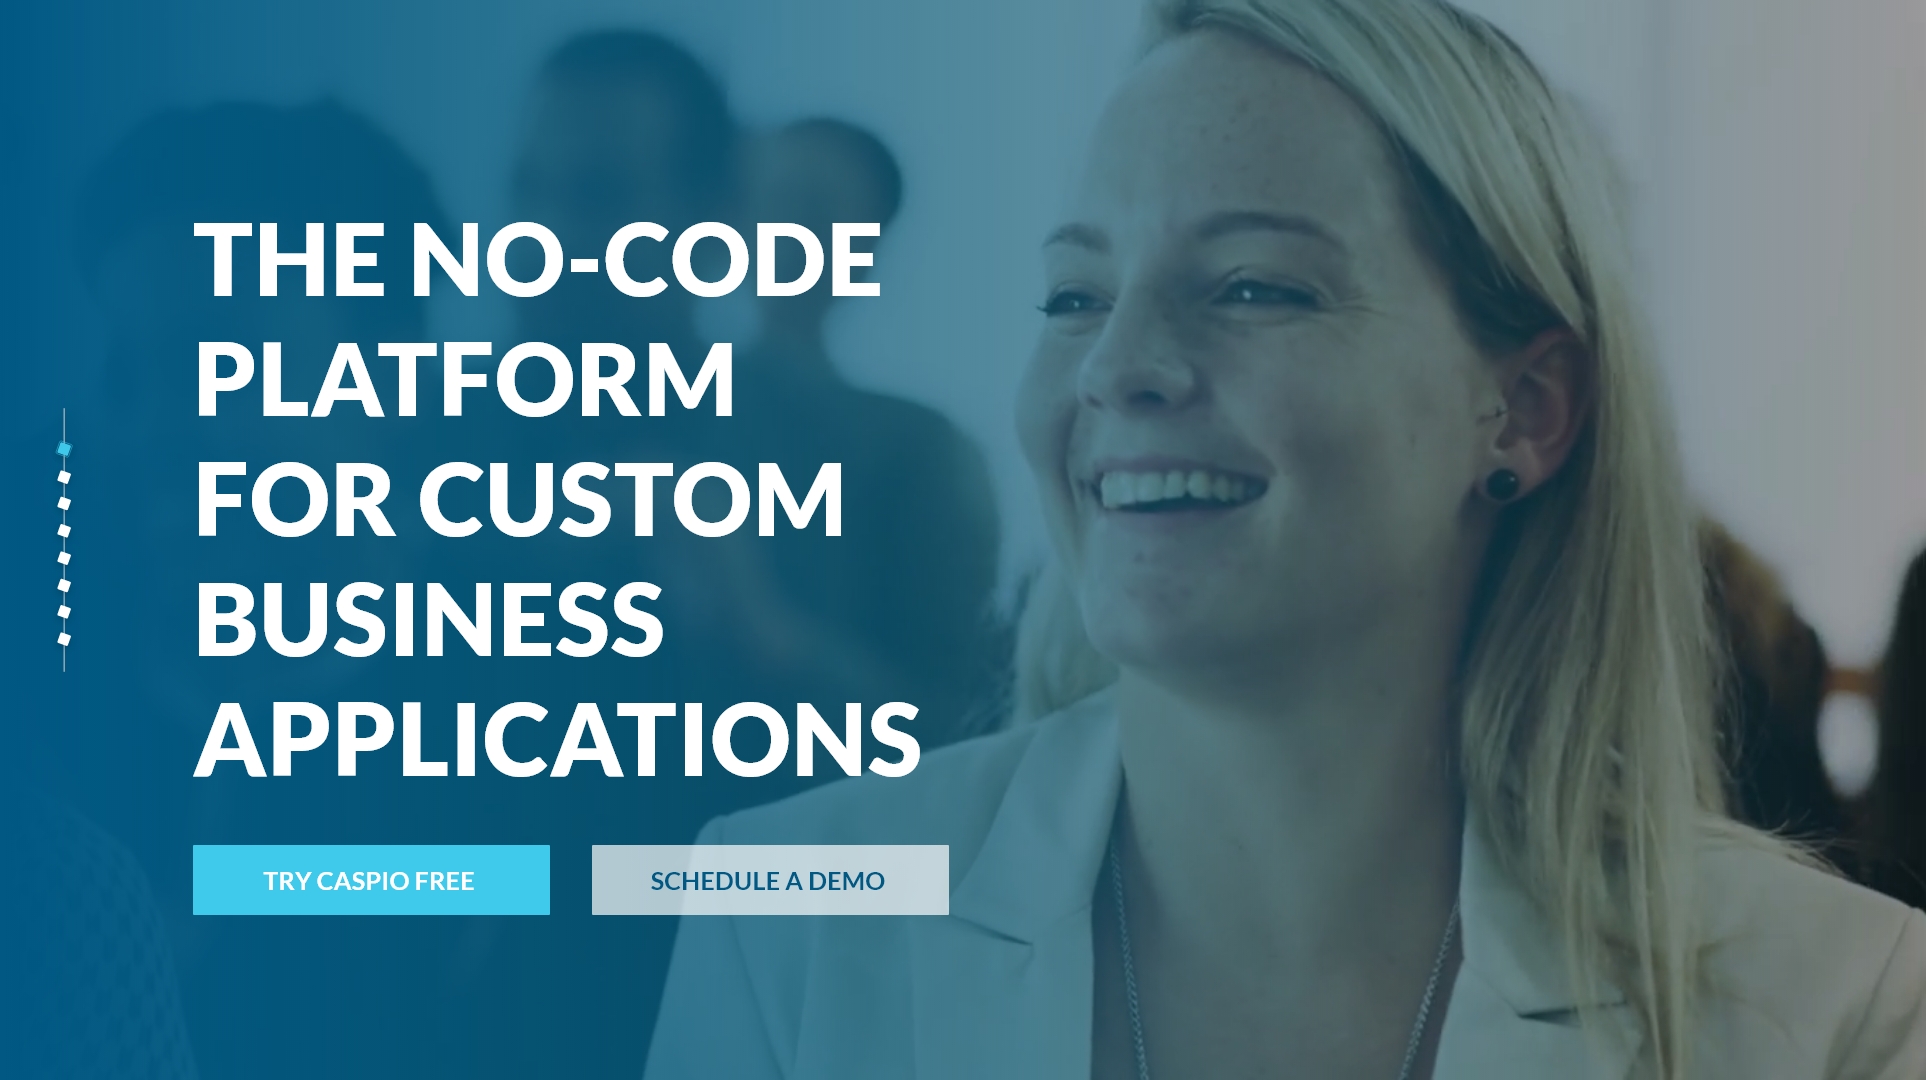 THE NO-CODE
PLATFORM
FOR CUSTOM
BUSINESS
APPLICATIONS
TRY CASPIO FREE
SCHEDULE A DEMO